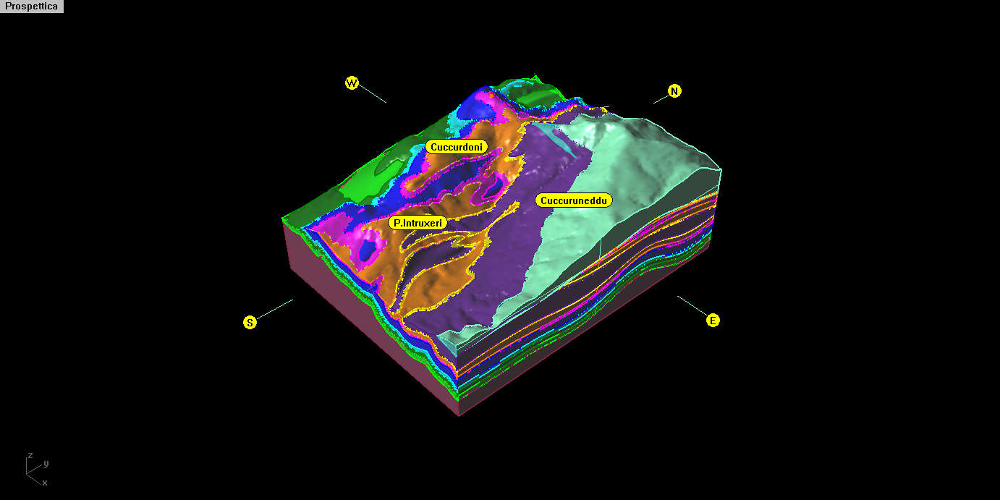 Prospettica
W
N
Cuccurdoni
Cuccuruneddu
P.Intruxeri
S
E
z
y
x